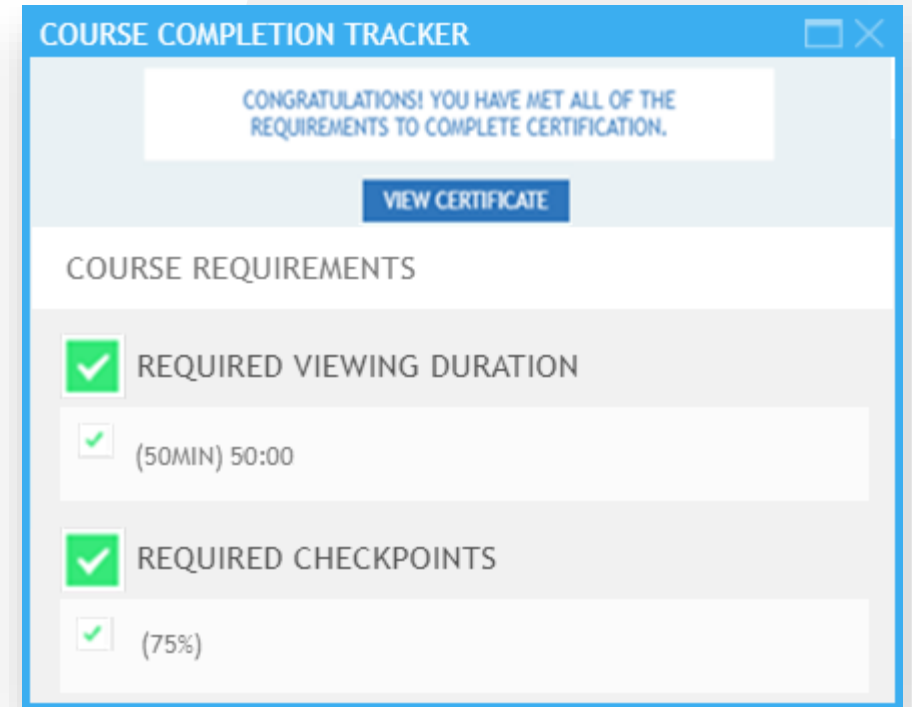 COURSE COMPLETION TRACKER
CONGRATULATIONS! YOU HAVE MET ALL OF THE
REQUIREMENTS TO COMPLETE CERTIFICATION.
VIEW CERTIFICATE
COURSE REQUIREMENTS
REQUIRED VIEWING DURATION
(50MIN) 50:00
REQUIRED CHECKPOINTS
(75%)